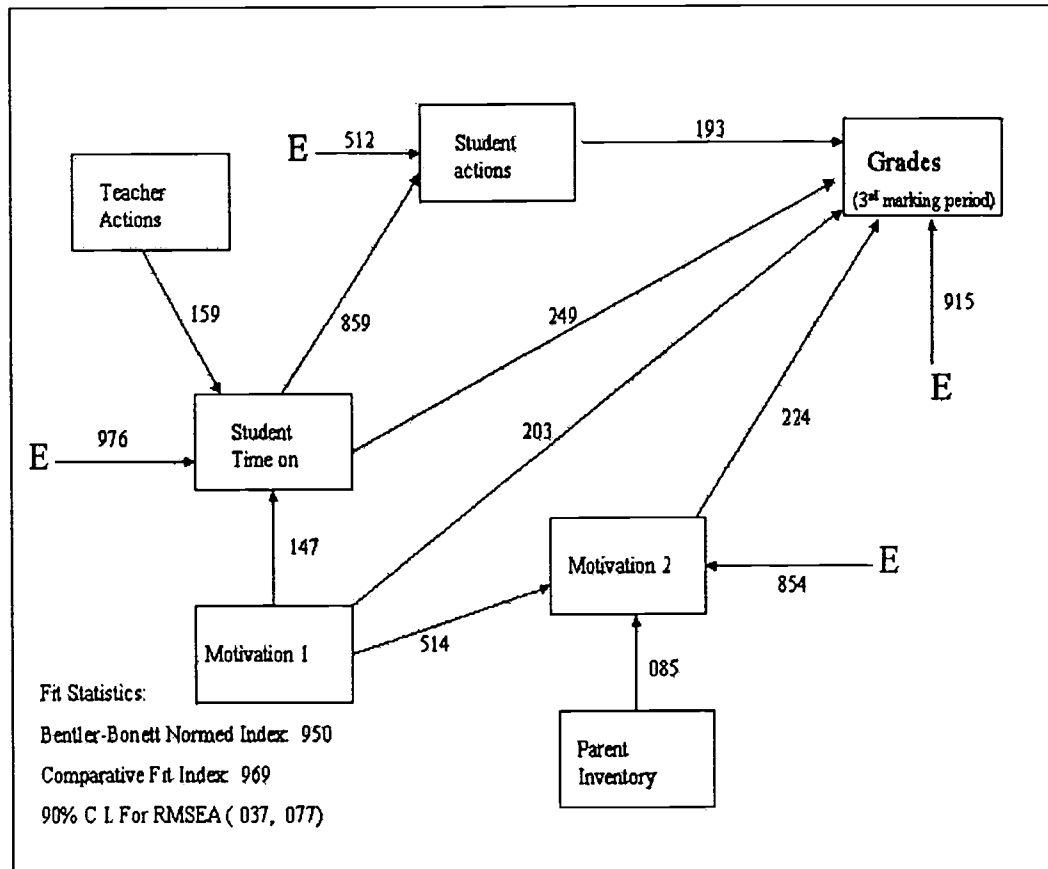 E
512
Student
actions
193
Grades
(3rd marking period)
Teacher
Actions
159
859
249
915
E
E
976
Student
Time on
203
224
147
Motivation 2
E
854
Motivation 1
514
085
Fit Statistics:
Bentler-Bonett Normed Index: 950
Comparative Fit Index: 969
90% C I. For RMSEA ( 037, 077)
Parent
Inventory